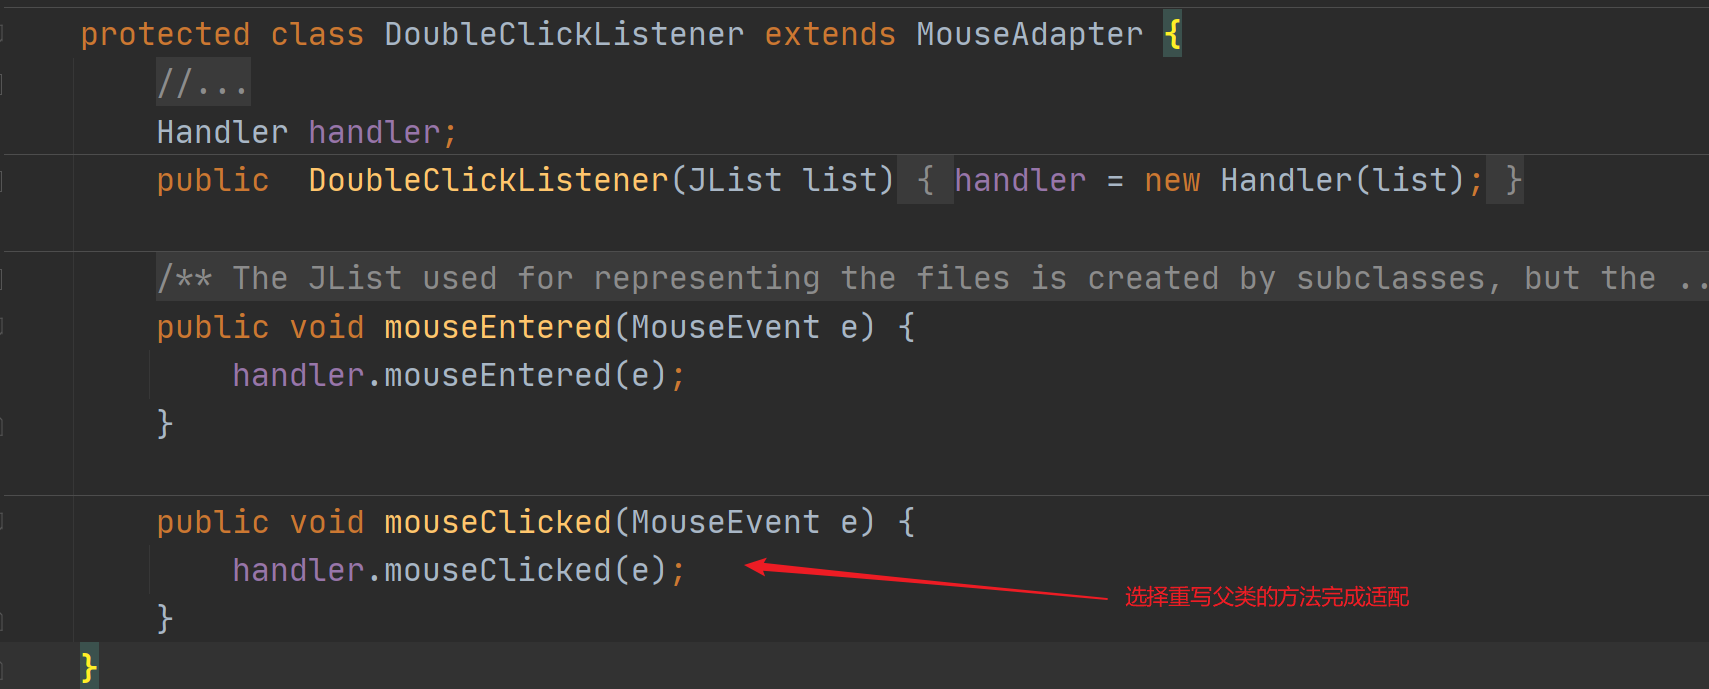 protected class DoubleClickListener extends MouseAdapter {
//...
Handler handler;
public  DoubleClickListener(JList list) { handler = new Handler(list); }
/** The JList used for representing the files is created by subclasses, but the ..
public void mouseEntered(MouseEvent e) {
handler.mouseEntered(e);
}
public void mouseClicked(MouseEvent e) {
handler.mouseClicked(e);
选择重写父类的方法完成适配
}
}